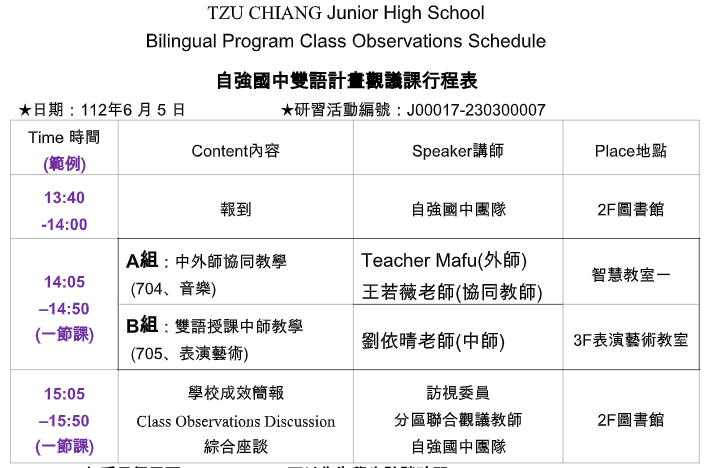 TZU CHIANG Junior High School
Bilingual Program Class Observations Schedule
自強國中雙語計畫觀議課行程表
★日期：112年6 月 5 日 ★研習活動編號：J00017-230300007
Time 時間
(範例)
Content內容
Speaker講師
Place地點
13:40
-14:00
報到
自強國中團隊
2F圖書館
14:05
–14:50
(一節課)
A組：中外師協同教學
(704、音樂)
Teacher Mafu(外師)
王若薇老師(協同教師)
智慧教室一
B組：雙語授課中師教學
(705、表演藝術)
劉依晴老師(中師)
3F表演藝術教室
15:05
–15:50
(一節課)
學校成效簡報
Class Observations Discussion
綜合座談
訪視委員
分區聯合觀議教師
自強國中團隊
2F圖書館